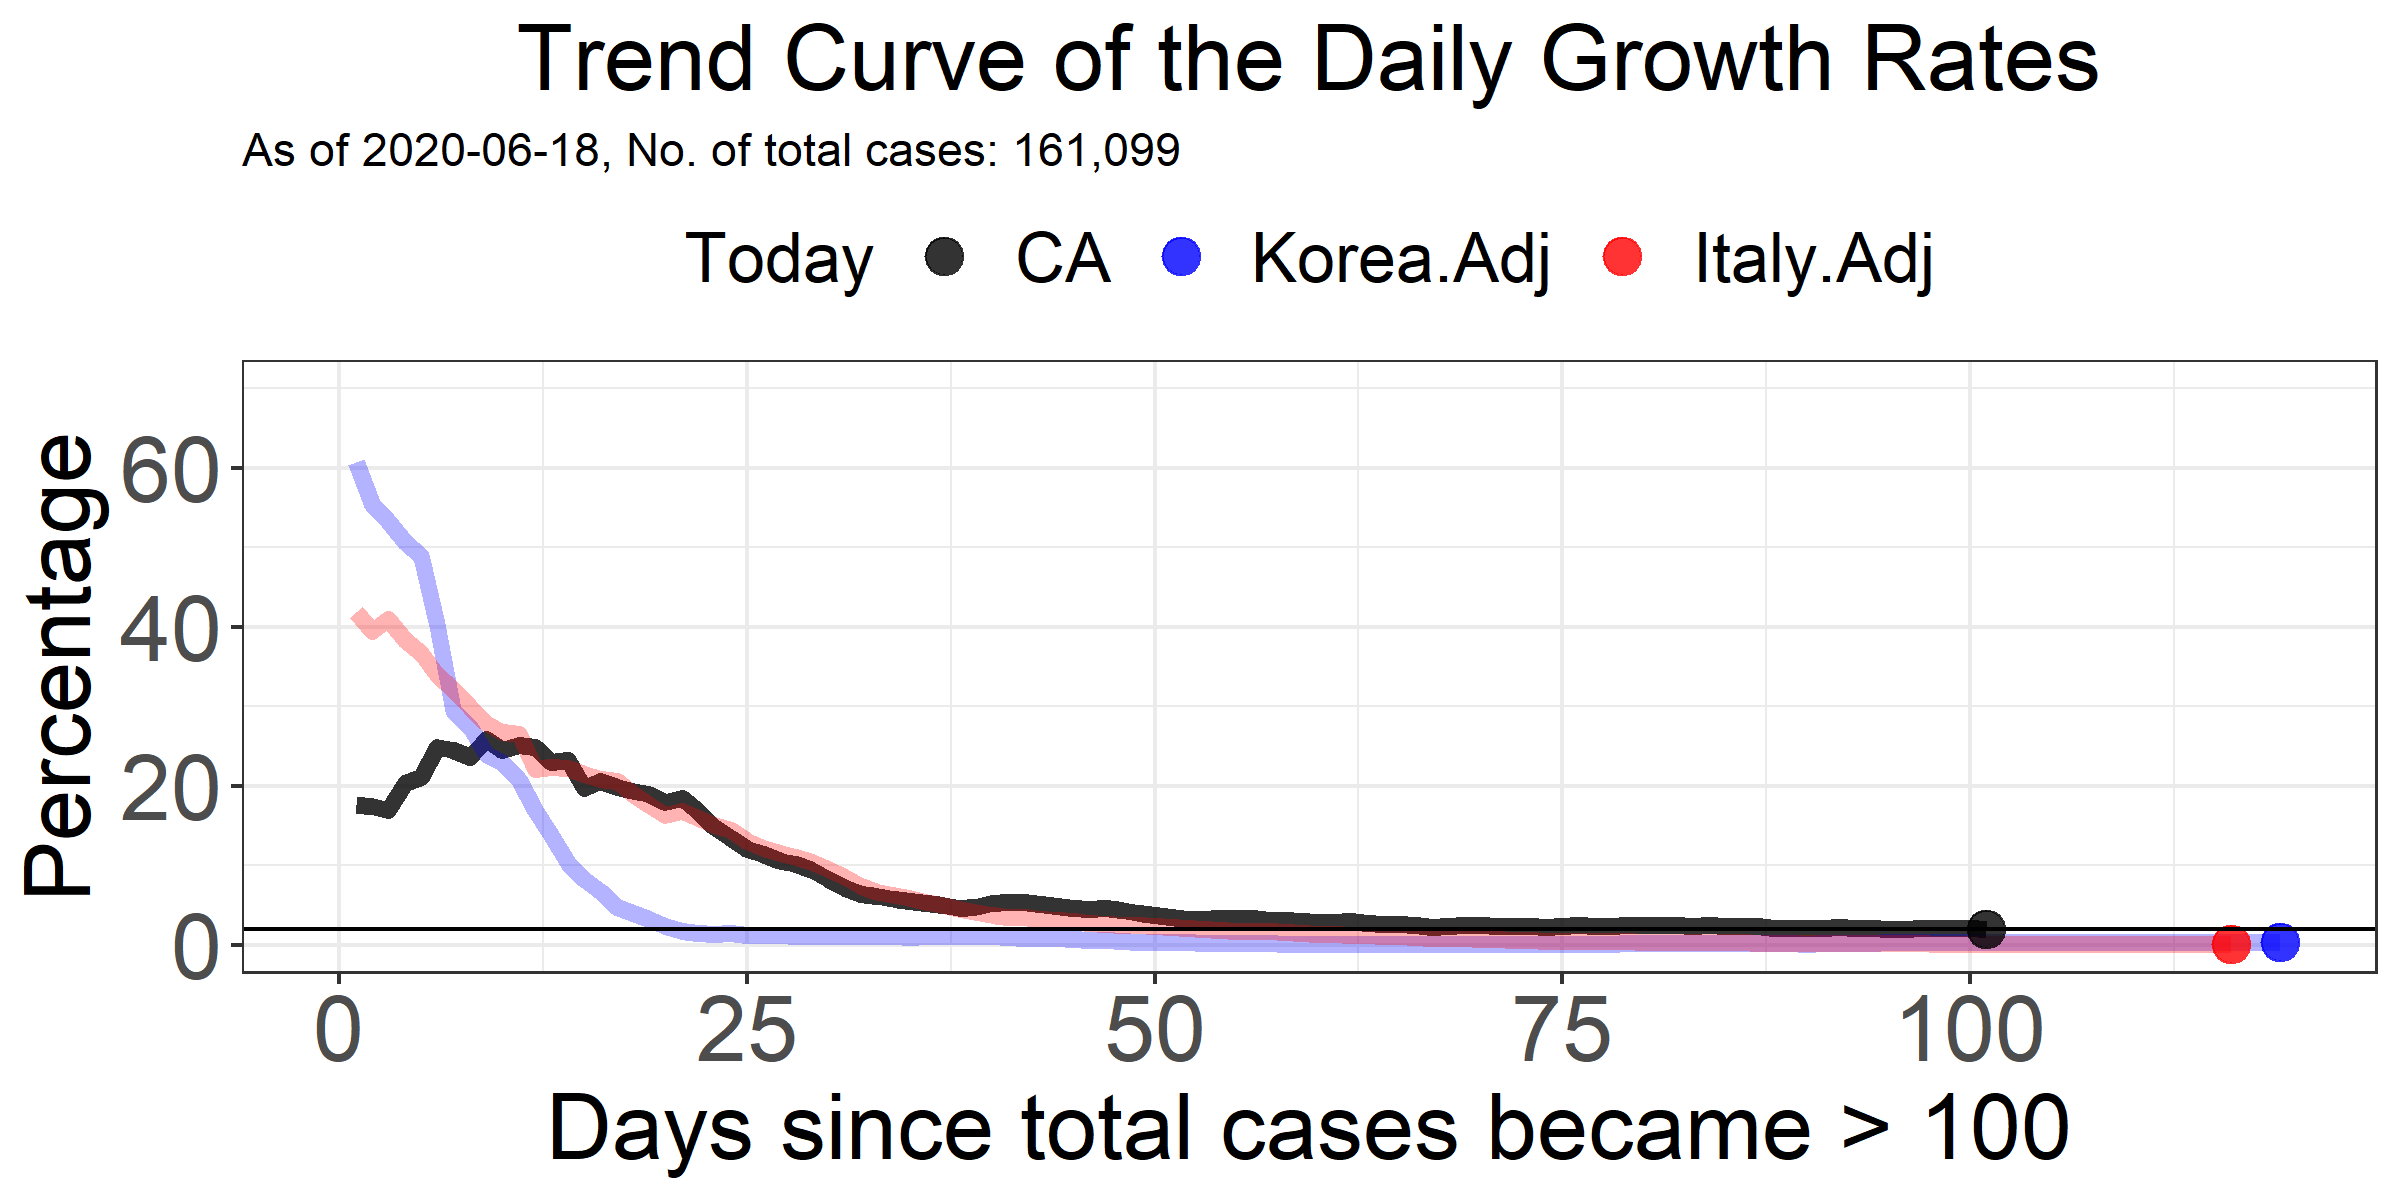 Trend Curve of the Daily Growth Rates
As of 2020-06-18, No. of total cases: 161,099
Today CA Korea.Adj Italy.Adj
Percentage
60
40
20
0
0 25 50 75 100
Days since total cases became > 100